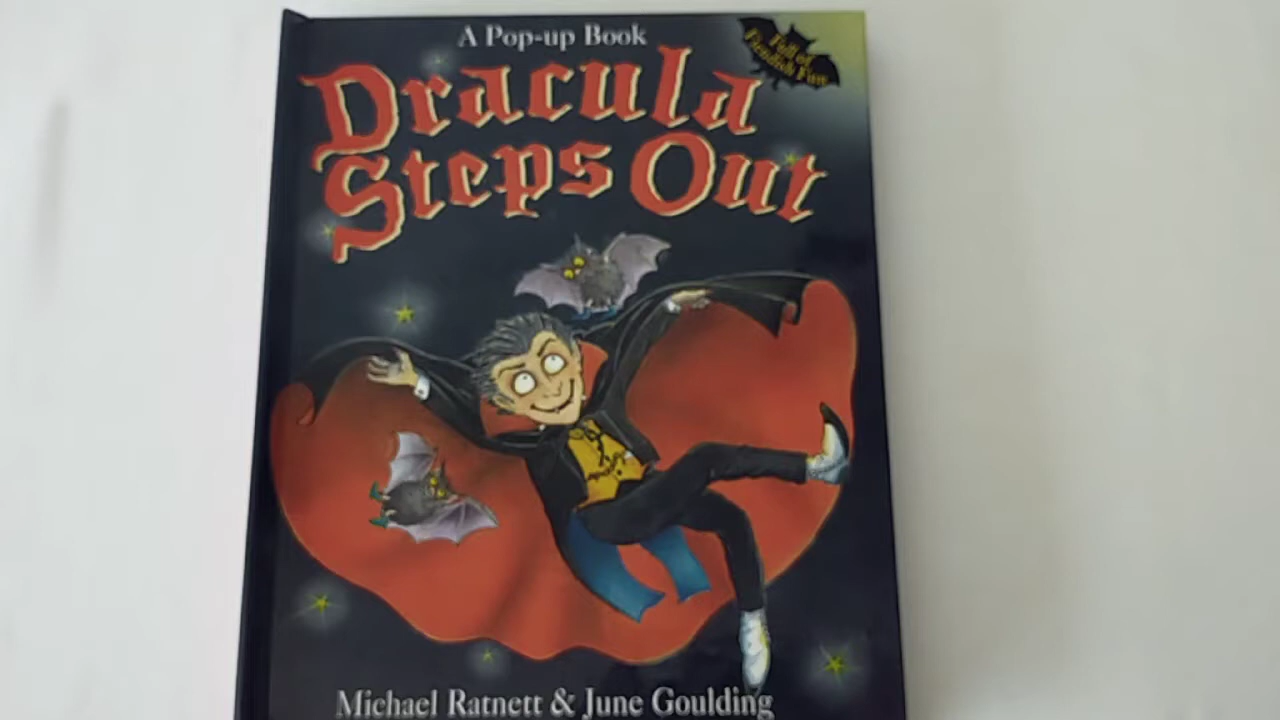 A Pop-up Book
Full of
Fiendish Fun
Dracula
Steps Out
Michael Ratnett & June Goulding